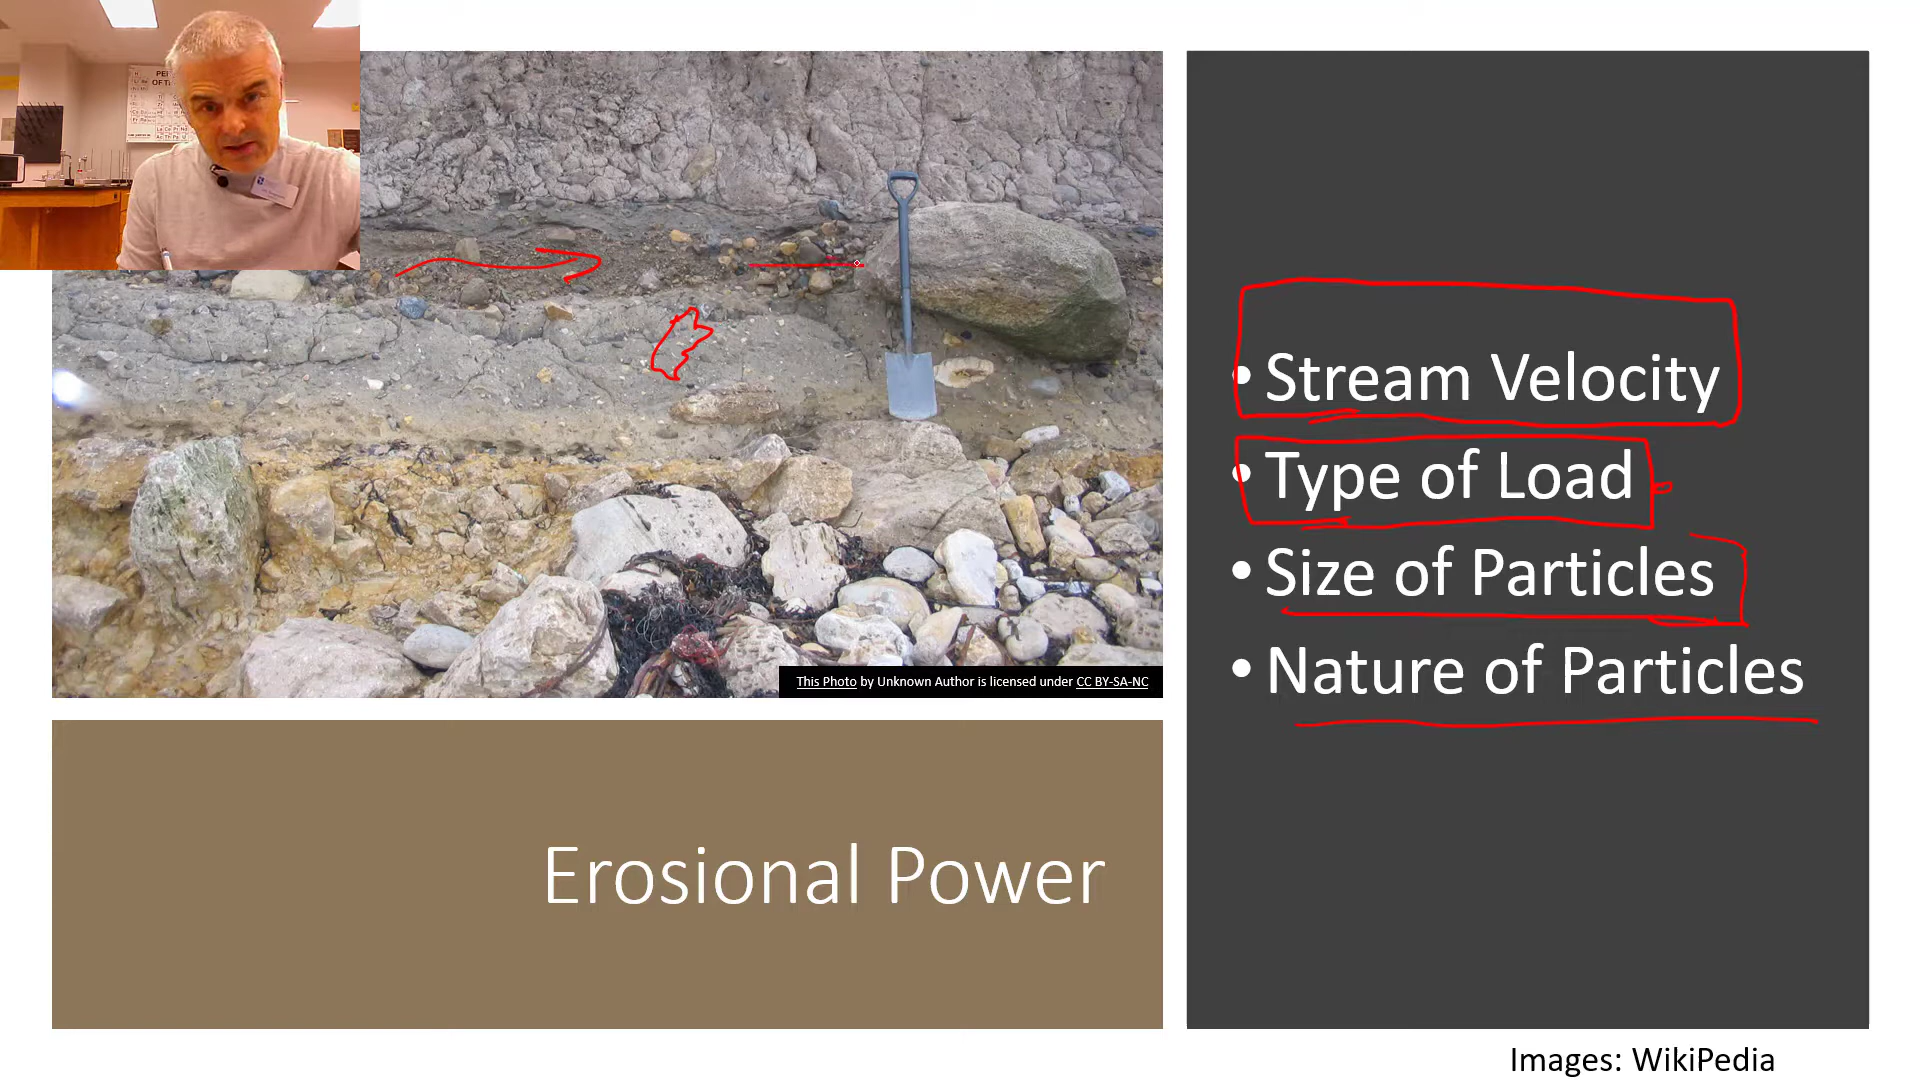 This Photo by Unknown Author is licensed under CC BY-SA-NC
Erosional Power
• Stream Velocity
• Type of Load
• Size of Particles
• Nature of Particles
Images: WikiPedia